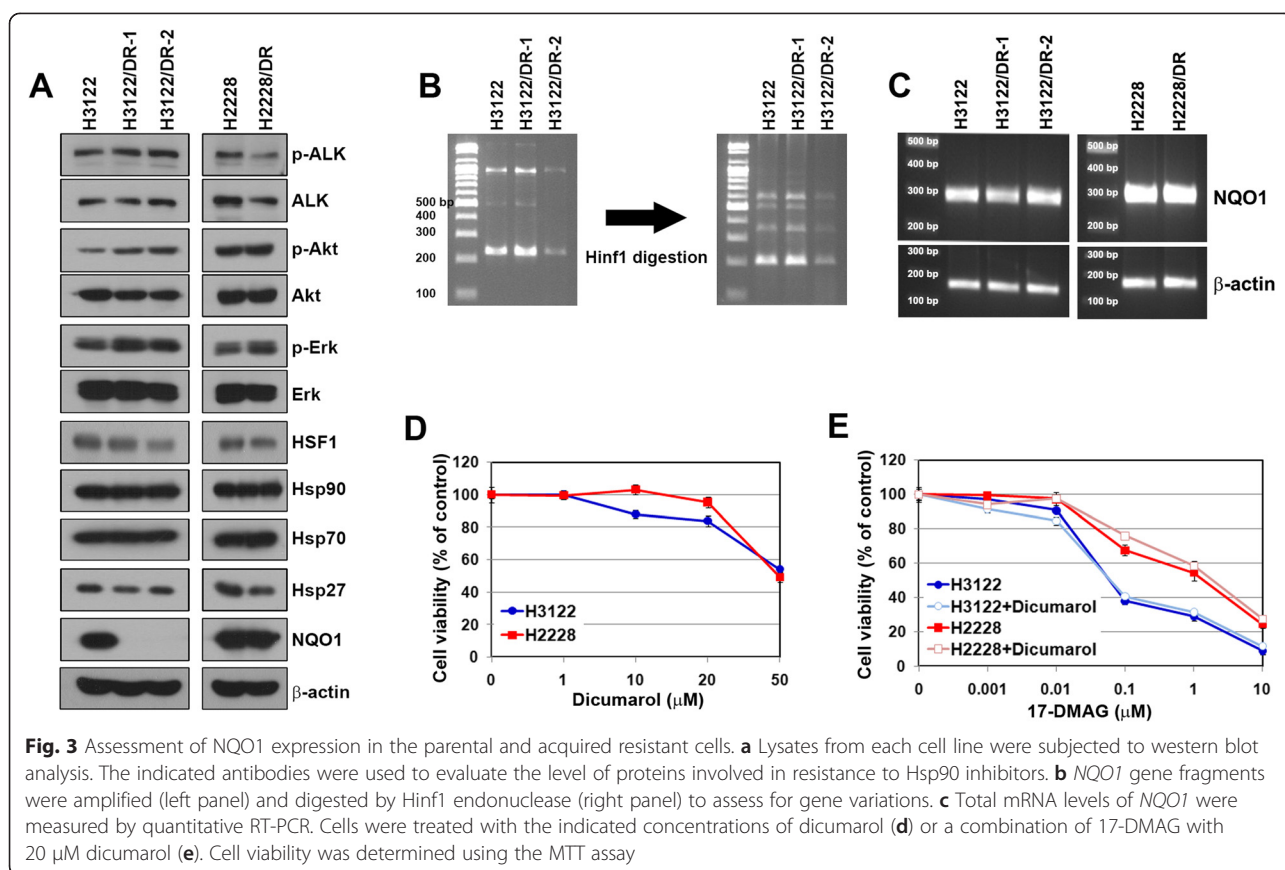 A
H3122
H3122/DR-1
H3122/DR-2
H2228
H2228/DR
p-ALK
ALK
p-Akt
Akt
p-Erk
Erk
HSF1
Hsp90
Hsp70
Hsp27
NQO1
β-actin
B
H3122
H3122/DR-1
H3122/DR-2
500 bp
400
300
200
100
Hinf1 digestion
H3122
H3122/DR-1
H3122/DR-2
C
H3122
H3122/DR-1
H3122/DR-2
H2228
H2228/DR
500 bp
400 bp
300 bp
200 bp
500 bp
400 bp
300 bp
200 bp
NQO1
300 bp
200 bp
100 bp
300 bp
200 bp
100 bp
β-actin
D
Cell viability (% of control)
120
100
80
60
40
20
0
H3122
H2228
0 1 10 20 50
Dicumarol (μM)
E
Cell viability (% of control)
120
100
80
60
40
20
0
H3122
H3122+Dicumarol
H2228
H2228+Dicumarol
0 0.001 0.01 0.1 1 10
17-DMAG (μM)
Fig. 3 Assessment of NQO1 expression in the parental and acquired resistant cells. a Lysates from each cell line were subjected to western blot
analysis. The indicated antibodies were used to evaluate the level of proteins involved in resistance to Hsp90 inhibitors. b NQO1 gene fragments
were amplified (left panel) and digested by Hinf1 endonuclease (right panel) to assess for gene variations. c Total mRNA levels of NQO1 were
measured by quantitative RT-PCR. Cells were treated with the indicated concentrations of dicumarol (d) or a combination of 17-DMAG with
20 μM dicumarol (e). Cell viability was determined using the MTT assay